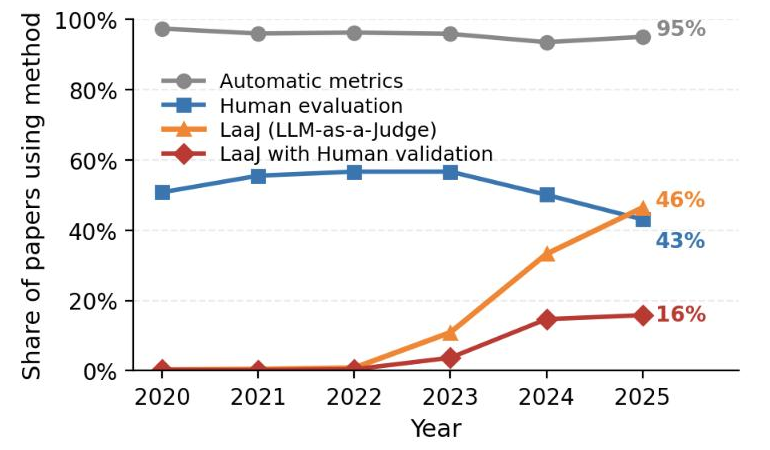 Share of papers using method
100%
80%
60%
40%
20%
0%
Automatic metrics
Human evaluation
LaaJ (LLM-as-a-Judge)
LaaJ with Human validation
95%
46%
43%
16%
2020 2021 2022 2023 2024 2025
Year